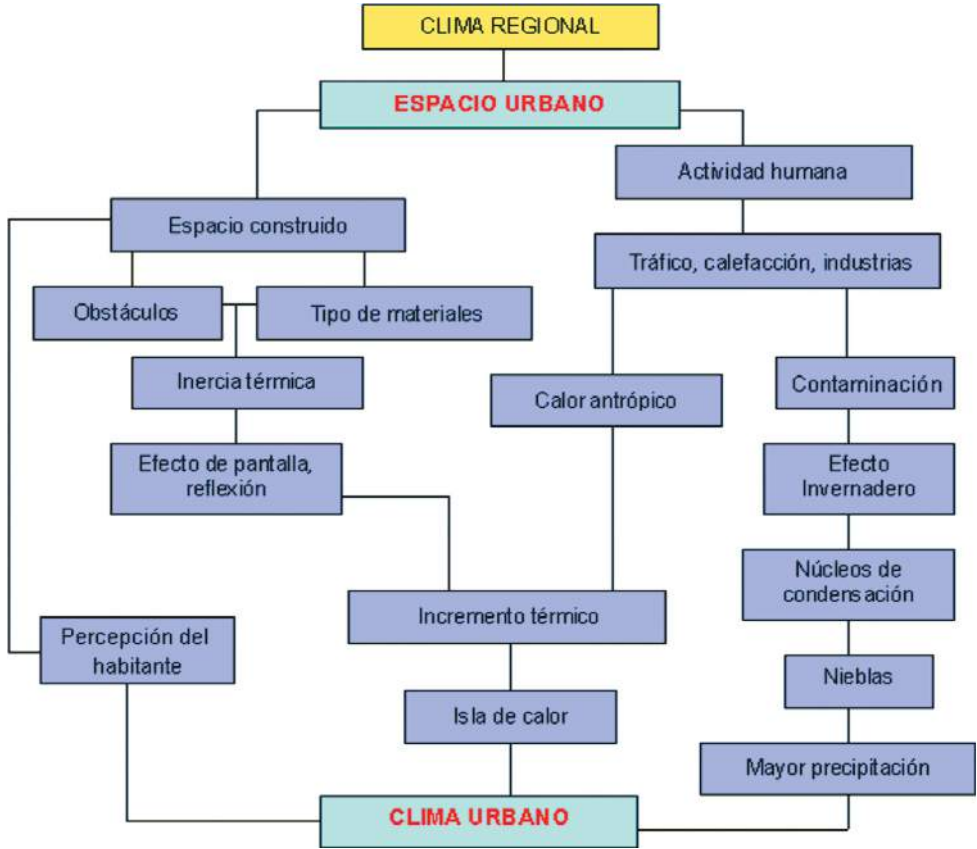 CLIMA REGIONAL
ESPACIO URBANO
Actividad humana
Espacio construido
Tráfico, calefacción, industrias
Obstáculos
Tipo de materiales
Inercia térmica
Calor antrópico
Contaminación
Efecto de pantalla,
reflexión
Efecto
Invernadero
Núcleos de
condensación
Incremento térmico
Percepción del
habitante
Nieblas
Isla de calor
Mayor precipitación
CLIMA URBANO